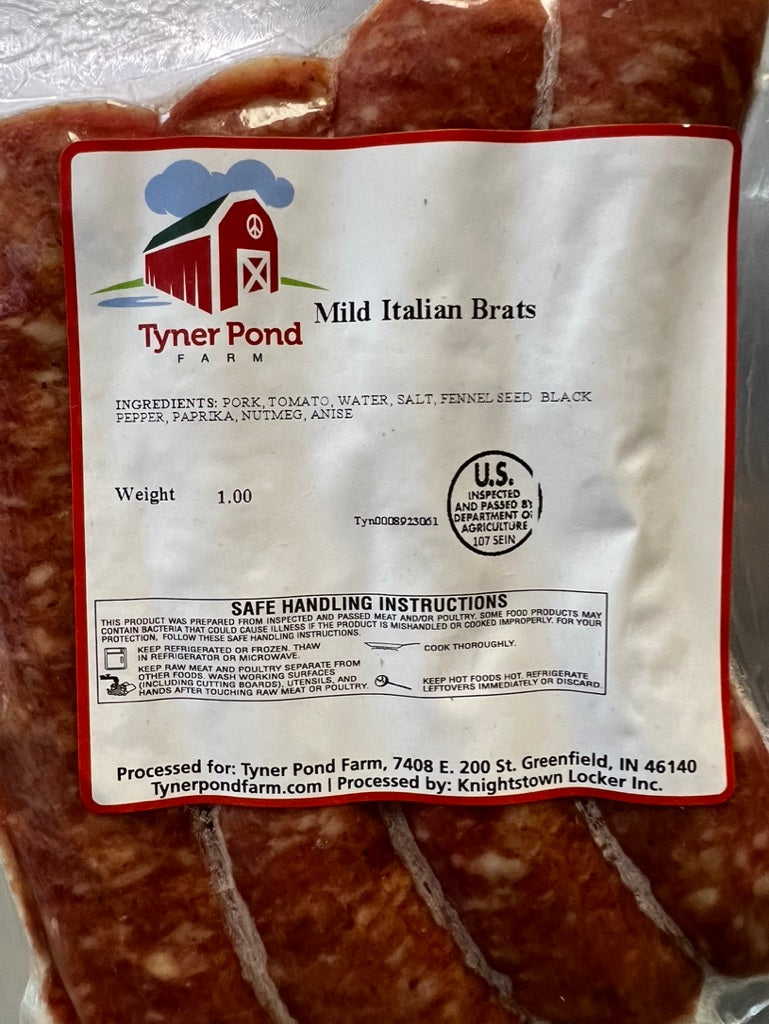 Tyner Pond
FARM
Mild Italian Brats
INGREDIENTS: PORK, TOMATO, WATER, SALT, FENNEL SEED BLACK
PEPPER, PAPRIKA, NUTMEG, ANISE
Weight 1.00
Tyn0008923061
U.S.
INSPECTED
AND PASSED BY
DEPARTMENT OF
AGRICULTURE
107 SEIN
SAFE HANDLING INSTRUCTIONS
THIS PRODUCT WAS PREPARED FROM INSPECTED AND PASSED MEAT AND/OR POULTRY. SOME FOOD PRODUCTS MAY
CONTAIN BACTERIA THAT COULD CAUSE ILLNESS IF THE PRODUCT IS MISHANDLED OR COOKED IMPROPERLY. FOR YOUR
PROTECTION, FOLLOW THESE SAFE HANDLING INSTRUCTIONS.
KEEP REFRIGERATED OR FROZEN. THAW
IN REFRIGERATOR OR MICROWAVE.
KEEP RAW MEAT AND POULTRY SEPARATE FROM
OTHER FOODS. WASH WORKING SURFACES
(INCLUDING CUTTING BOARDS), UTENSILS, AND
HANDS AFTER TOUCHING RAW MEAT OR POULTRY.
COOK THOROUGHLY.
KEEP HOT FOODS HOT. REFRIGERATE
LEFTOVERS IMMEDIATELY OR DISCARD.
Processed for: Tyner Pond Farm, 7408 E. 200 St. Greenfield, IN 46140
Tynerpondfarm.com | Processed by: Knightstown Locker Inc.